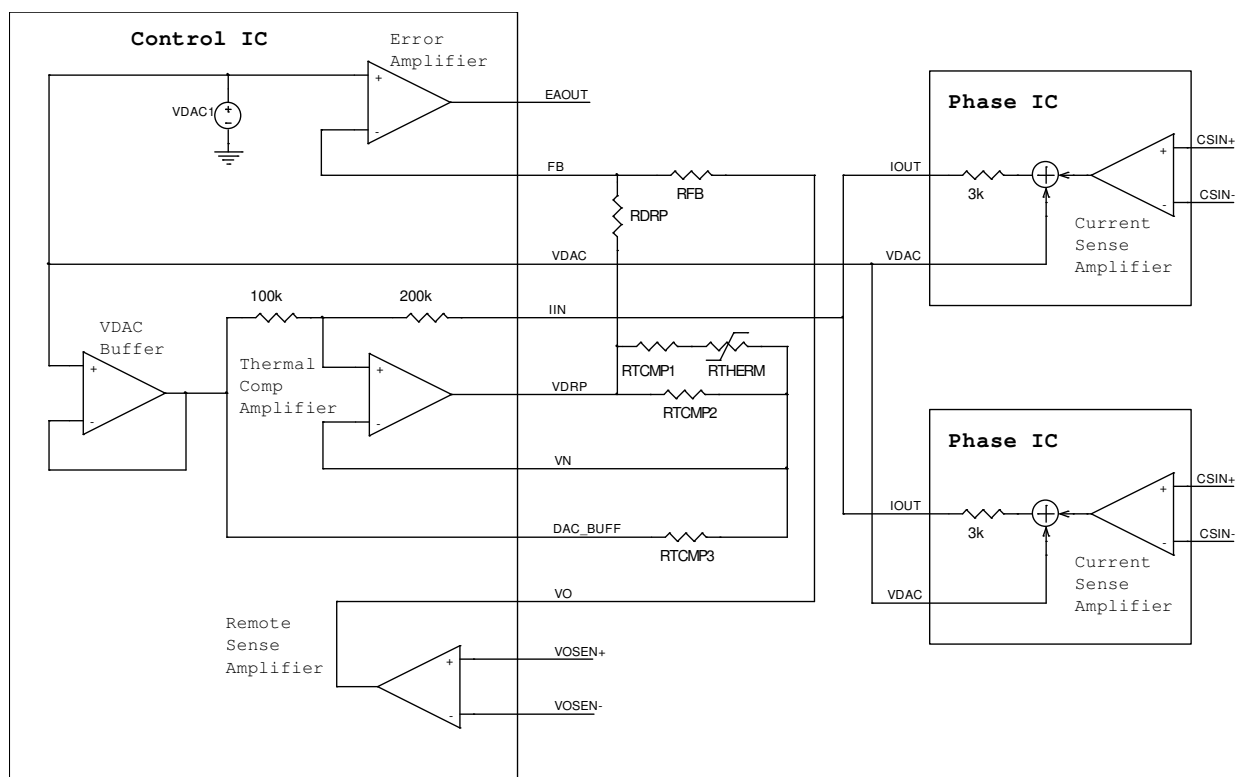 Control IC
Error
Amplifier
VDAC1
+
-
+
-
EAOUT
FB
RFB
RDRP
VDAC
100k
200k
IIN
VDAC
Buffer
+
-
Thermal
Comp
Amplifier
+
-
VDRP
RTCMP1
RTHERM
RTCMP2
VN
DAC_BUFF
RTCMP3
VO
Remote
Sense
Amplifier
+
-
VOSEN+
VOSEN-
Phase IC
IOUT
3k
+
-
CSIN+
CSIN-
VDAC
Current
Sense
Amplifier
Phase IC
IOUT
3k
+
-
CSIN+
CSIN-
VDAC
Current
Sense
Amplifier